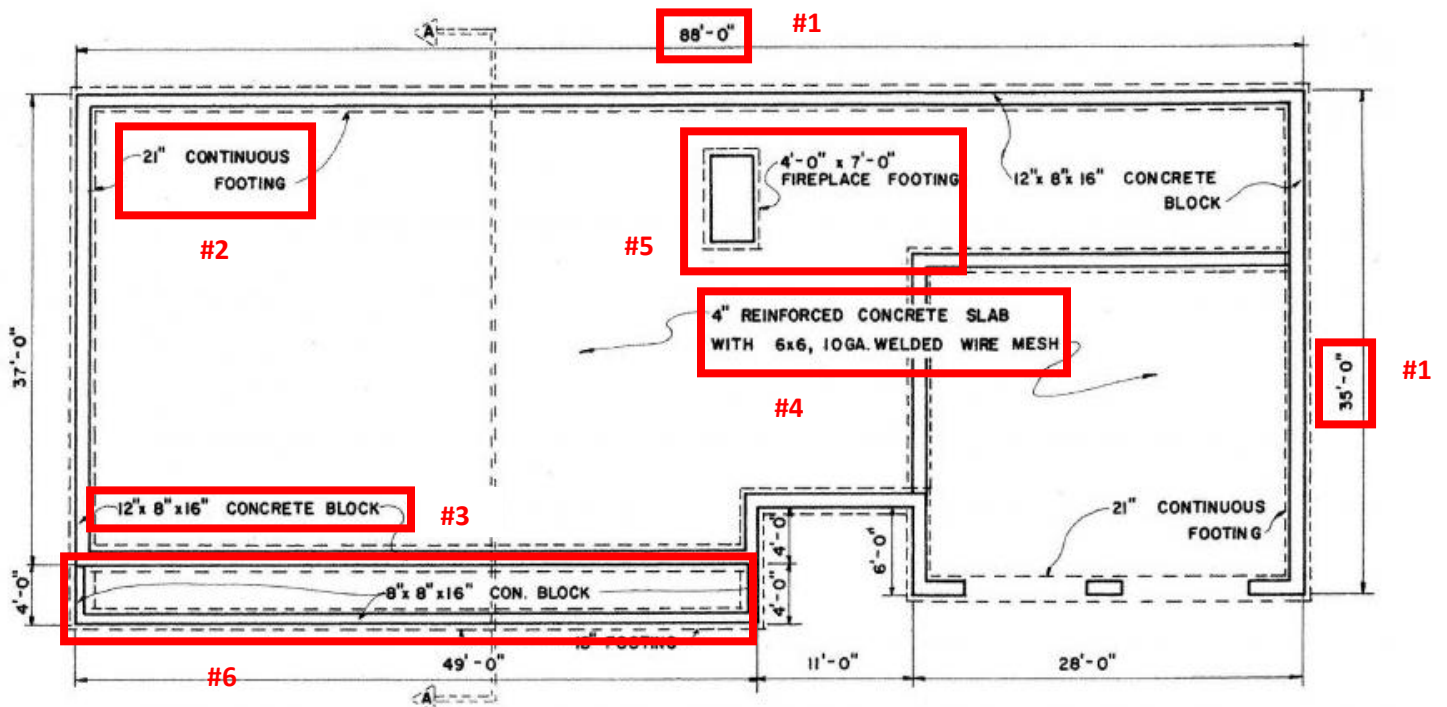 A
88'-0"
#1
21" CONTINUOUS
FOOTING
#2
4'-0" x 7'-0"
FIREPLACE FOOTING
#5
12"x 8"x 16" CONCRETE
BLOCK
37'-0"
4" REINFORCED CONCRETE SLAB
WITH 6x6, 10GA. WELDED WIRE MESH
#4
35'-0"
#1
12"x 8"x16" CONCRETE BLOCK
#3
21" CONTINUOUS
FOOTING
4'-0"
6'-0"
4'-0"
8"x 8"x16" CON. BLOCK
4'-0"
FOOTING
#6
49'-0"
11'-0"
28'-0"
A